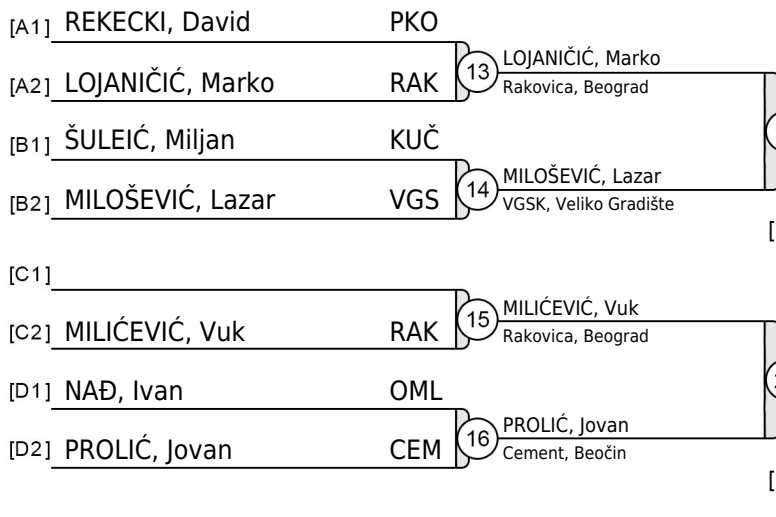 [A1] REKECKI, David PKO
[A2] LOJANIČIĆ, Marko RAK
13 LOJANIČIĆ, Marko
Rakovica, Beograd
[B1] ŠULEIĆ, Miljan KUČ
[B2] MILOŠEVIĆ, Lazar VGS
14 MILOŠEVIĆ, Lazar
VGSK, Veliko Gradište
[
[C1]
[C2] MILIĆEVIĆ, Vuk RAK
15 MILIĆEVIĆ, Vuk
Rakovica, Beograd
[D1] NAĐ, Ivan OML
[D2] PROLIĆ, Jovan CEM
16 PROLIĆ, Jovan
Cement, Beočin
[